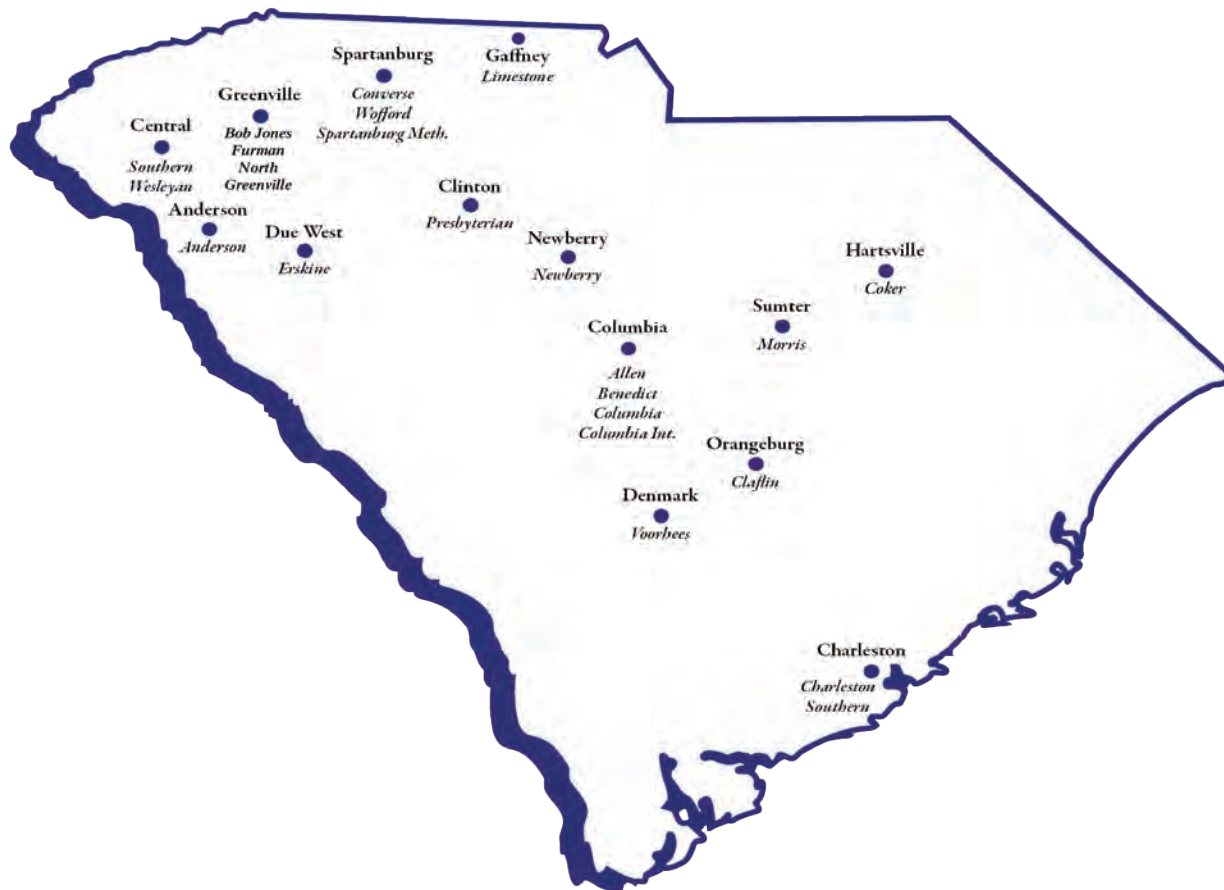 Gaffney
Limestone
Spartanburg
Converse
Wofford
Spartanburg Meth.
Greenville
Bob Jones
Furman
North
Greenville
Central
Southern
Wesleyan
Anderson
Anderson
Due West
Erskine
Clinton
Presbyterian
Newberry
Newberry
Hartsville
Coker
Sumter
Morris
Columbia
Allen
Benedict
Columbia
Columbia Int.
Orangeburg
Claflin
Denmark
Voorhees
Charleston
Charleston
Southern